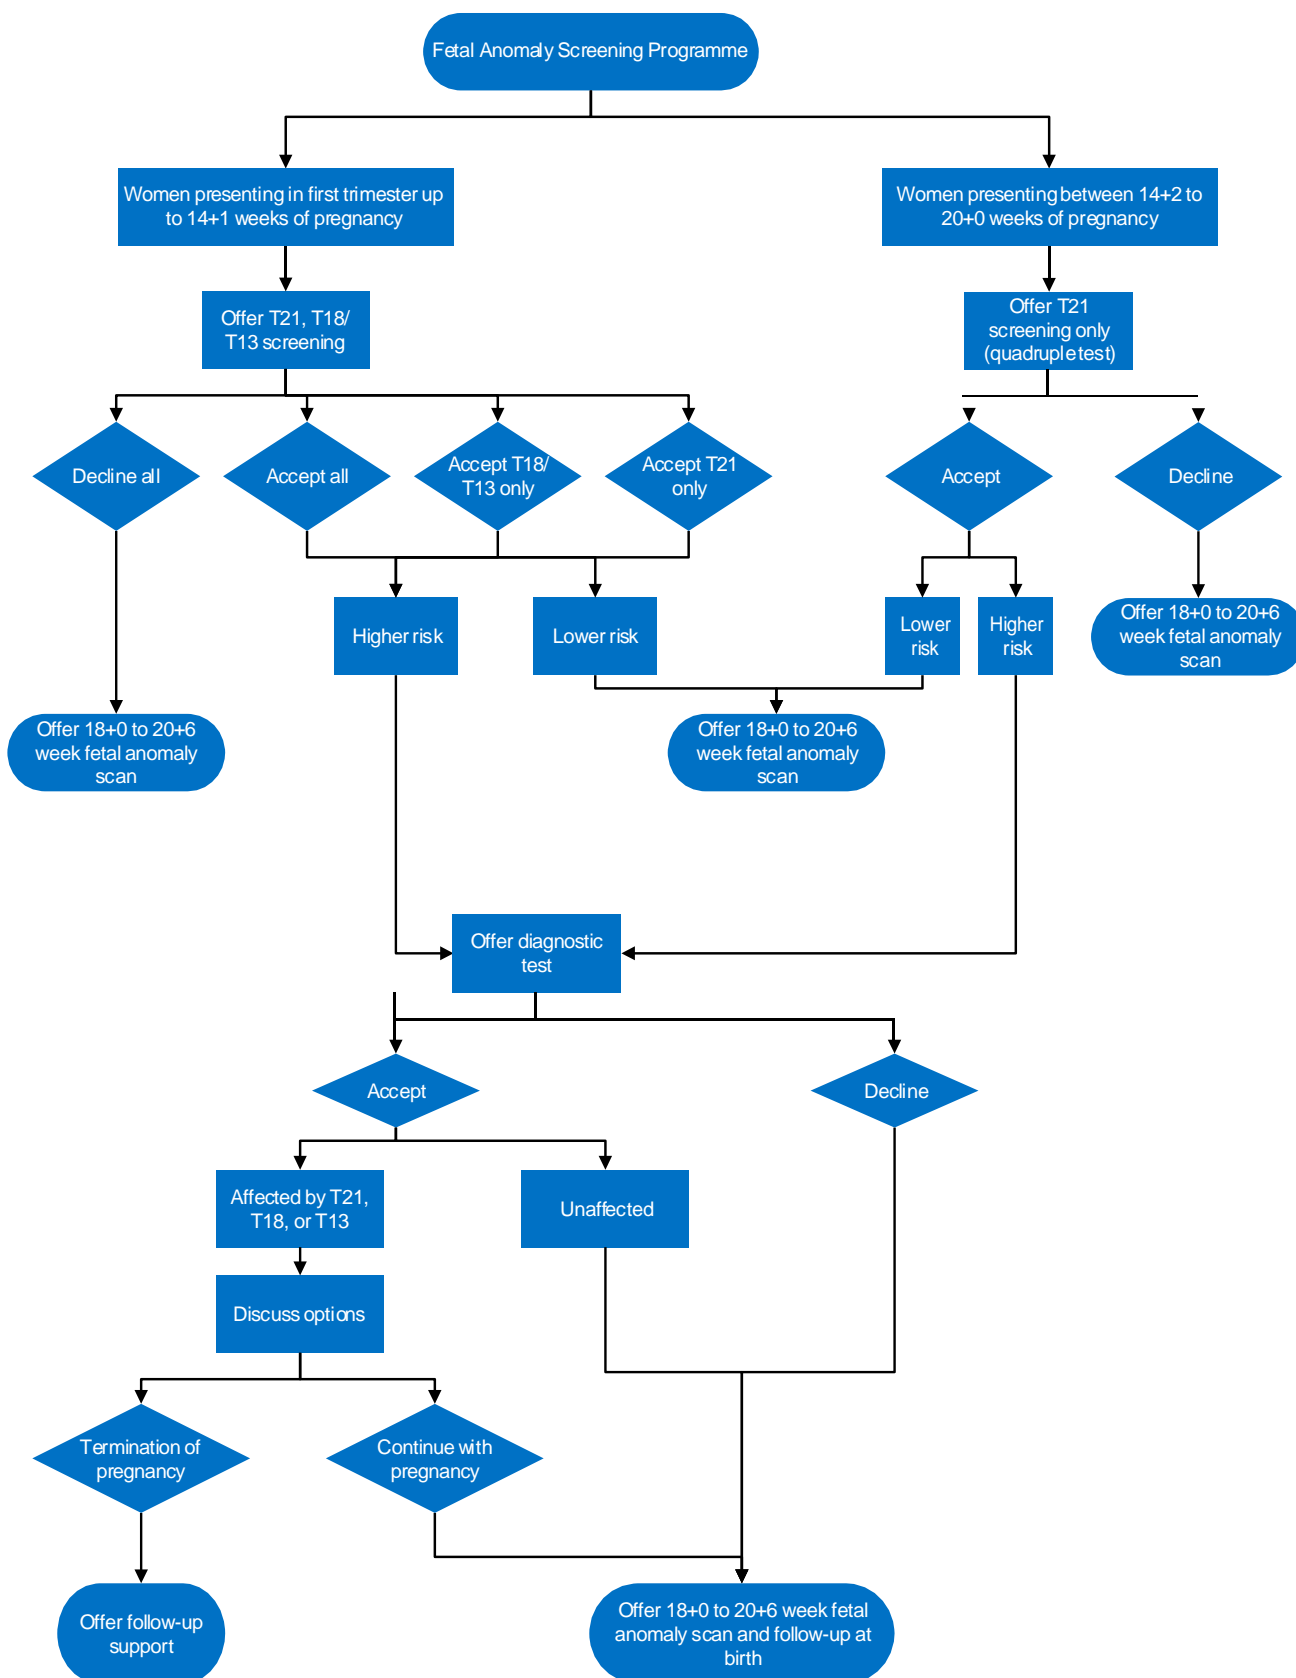 Fetal Anomaly Screening Programme
Women presenting in first trimester up
to 14+1 weeks of pregnancy
Women presenting between 14+2 to
20+0 weeks of pregnancy
Offer T21, T18/
T13 screening
Offer T21
screening only
(quadruple test)
Decline all
Accept all
Accept T18/
T13 only
Accept T21
only
Accept
Decline
Higher risk
Lower risk
Lower
risk
Higher
risk
Offer 18+0 to 20+6
week fetal anomaly
scan
Offer 18+0 to 20+6
week fetal anomaly
scan
Offer 18+0 to 20+6
week fetal anomaly
scan
Offer diagnostic
test
Accept
Decline
Affected by T21,
T18, or T13
Unaffected
Discuss options
Termination of
pregnancy
Continue with
pregnancy
Offer follow-up
support
Offer 18+0 to 20+6 week fetal
anomaly scan and follow-up at
birth